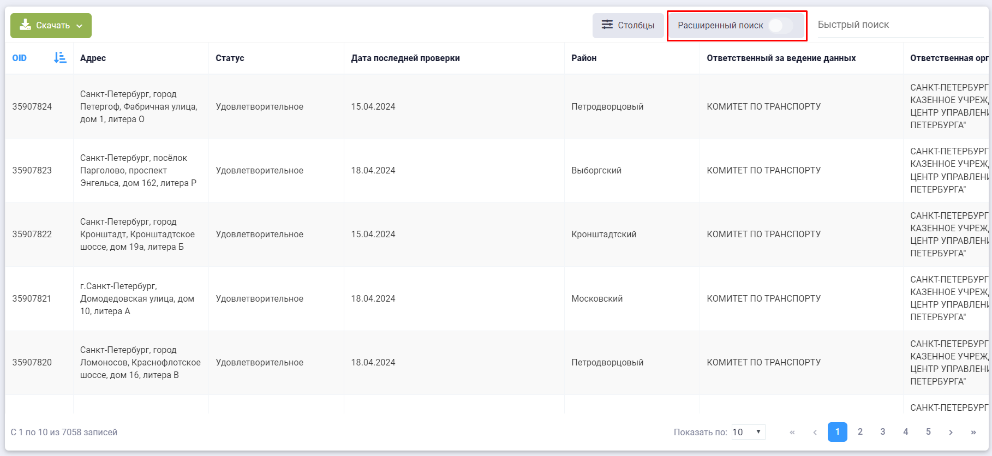 Скачать
Столбцы
Расширенный поиск
Быстрый поиск
OID
Адрес
Статус
Дата последней проверки
Район
Ответственный за ведение данных
Ответственная орг
35907824
Санкт-Петербург, город
Петергоф, Фабричная улица,
дом 1, литера О
Удовлетворительное
15.04.2024
Петродворцовый
КОМИТЕТ ПО ТРАНСПОРТУ
САНКТ-ПЕТЕРБУРГ
КАЗЕННОЕ УЧРЕЖ
ЦЕНТР УПРАВЛЕНИ
ПЕТЕРБУРГА"
35907823
Санкт-Петербург, посёлок
Парголово, проспект
Энгельса, дом 162, литера Р
Удовлетворительное
18.04.2024
Выборгский
КОМИТЕТ ПО ТРАНСПОРТУ
САНКТ-ПЕТЕРБУРГ
КАЗЕННОЕ УЧРЕЖ
ЦЕНТР УПРАВЛЕНИ
ПЕТЕРБУРГА"
35907822
Санкт-Петербург, город
Кронштадт, Кронштадтское
шоссе, дом 19а, литера Б
Удовлетворительное
15.04.2024
Кронштадтский
КОМИТЕТ ПО ТРАНСПОРТУ
САНКТ-ПЕТЕРБУРГ
КАЗЕННОЕ УЧРЕЖ
ЦЕНТР УПРАВЛЕНИ
ПЕТЕРБУРГА"
35907821
г.Санкт-Петербург,
Домодедовская улица, дом
10, литера А
Удовлетворительное
18.04.2024
Московский
КОМИТЕТ ПО ТРАНСПОРТУ
САНКТ-ПЕТЕРБУРГ
КАЗЕННОЕ УЧРЕЖ
ЦЕНТР УПРАВЛЕНИ
ПЕТЕРБУРГА"
35907820
Санкт-Петербург, город
Ломоносов, Краснофлотское
шоссе, дом 16, литера В
Удовлетворительное
18.04.2024
Петродворцовый
КОМИТЕТ ПО ТРАНСПОРТУ
САНКТ-ПЕТЕРБУРГ
КАЗЕННОЕ УЧРЕЖ
ЦЕНТР УПРАВЛЕНИ
ПЕТЕРБУРГА"
САНКТ-ПЕТЕРБУРГ
С 1 по 10 из 7058 записей
Показать по: 10
« ‹ 1 2 3 4 5 › »